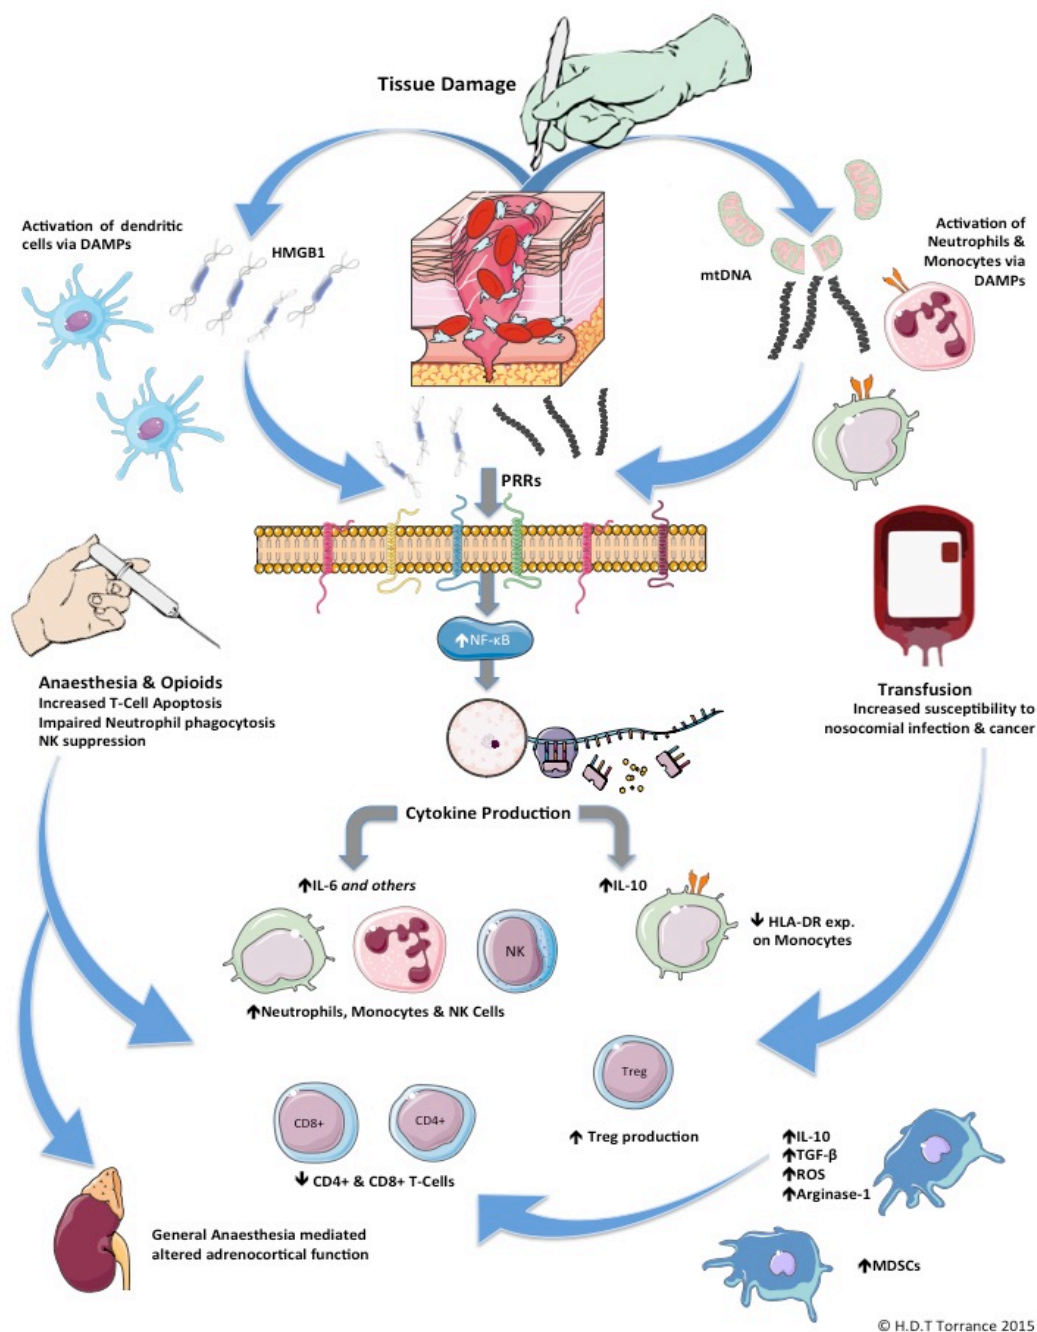 Tissue Damage
Activation of dendritic
cells via DAMPs
HMGB1
mtDNA
Activation of
Neutrophils &
Monocytes via
DAMPs
PRRs
↑NF-κB
Anaesthesia & Opioids
Increased T-Cell Apoptosis
Impaired Neutrophil phagocytosis
NK suppression
Transfusion
Increased susceptibility to
nosocomial infection & cancer
Cytokine Production
↑IL-6 and others
↑IL-10
NK
↓ HLA-DR exp.
on Monocytes
↑Neutrophils, Monocytes & NK Cells
Treg
↑ Treg production
CD8+
CD4+
↓ CD4+ & CD8+ T-Cells
↑IL-10
↑TGF-β
↑ROS
↑Arginase-1
General Anaesthesia mediated
altered adrenocortical function
↑MDSCs
© H.D.T Torrance 2015